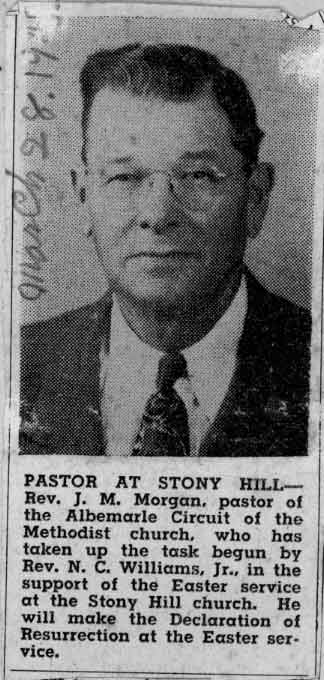 PASTOR AT STONY HILL—
Rev. J. M. Morgan, pastor of
the Albemarle Circuit of the
Methodist church, who has
taken up the task begun by
Rev. N. C. Williams, Jr., in the
support of the Easter service
at the Stony Hill church. He
will make the Declaration of
Resurrection at the Easter ser-
vice.